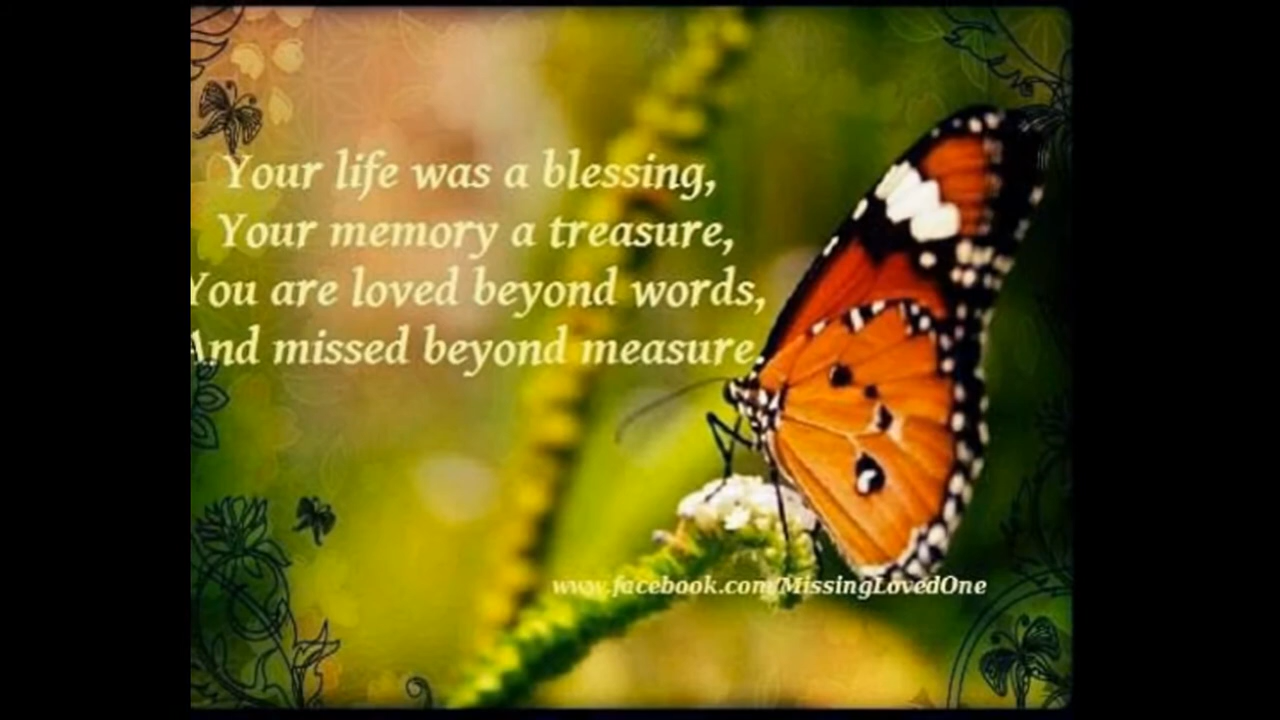 Your life was a blessing,
Your memory a treasure,
You are loved beyond words,
And missed beyond measure.
www.facebook.com/MissingLovedOne